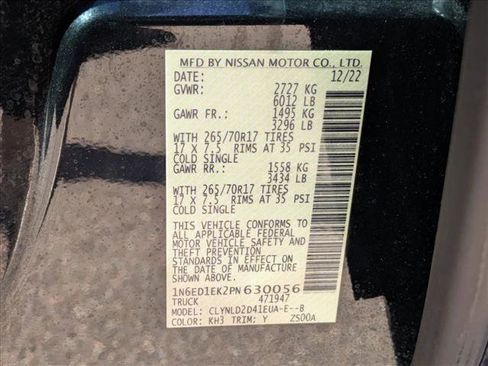 MFD BY NISSAN MOTOR CO., LTD.
DATE: 12/22
GVWR: 2727 KG
6012 LB
GAWR FR.: 1495 KG
3296 LB
WITH 265/70R17 TIRES
17 X 7.5 RIMS AT 35 PSI
COLD SINGLE
GAWR RR.: 1558 KG
3434 LB
WITH 265/70R17 TIRES
17 X 7.5 RIMS AT 35 PSI
COLD SINGLE
THIS VEHICLE CONFORMS TO
ALL APPLICABLE FEDERAL
MOTOR VEHICLE SAFETY AND
THEFT PREVENTION
STANDARDS IN EFFECT ON
THE DATE OF MANUFACTURE
SHOWN ABOVE.
1N6ED1EK2PN630056
TRUCK 471947
MODEL: CLYNLD2D41EUA-E--B
COLOR: KH3 TRIM: Y ZS00A